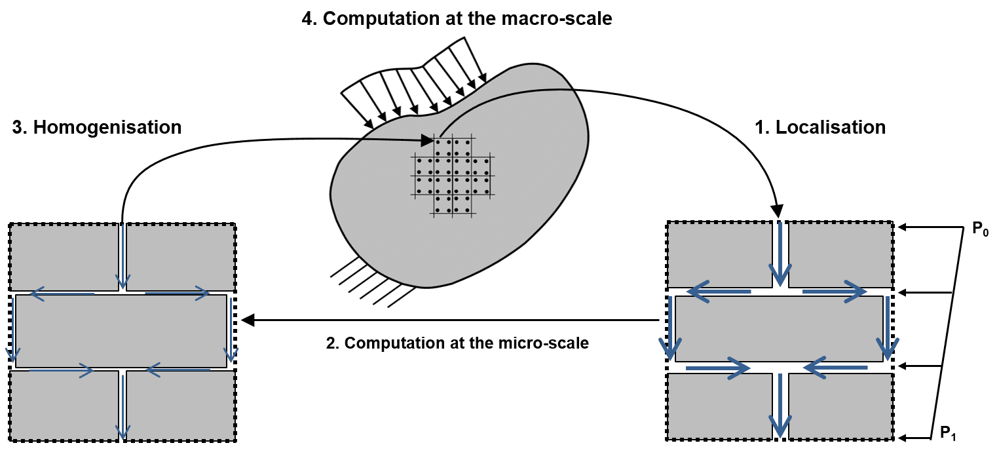 4. Computation at the macro-scale
3. Homogenisation
1. Localisation
P0
2. Computation at the micro-scale
P1